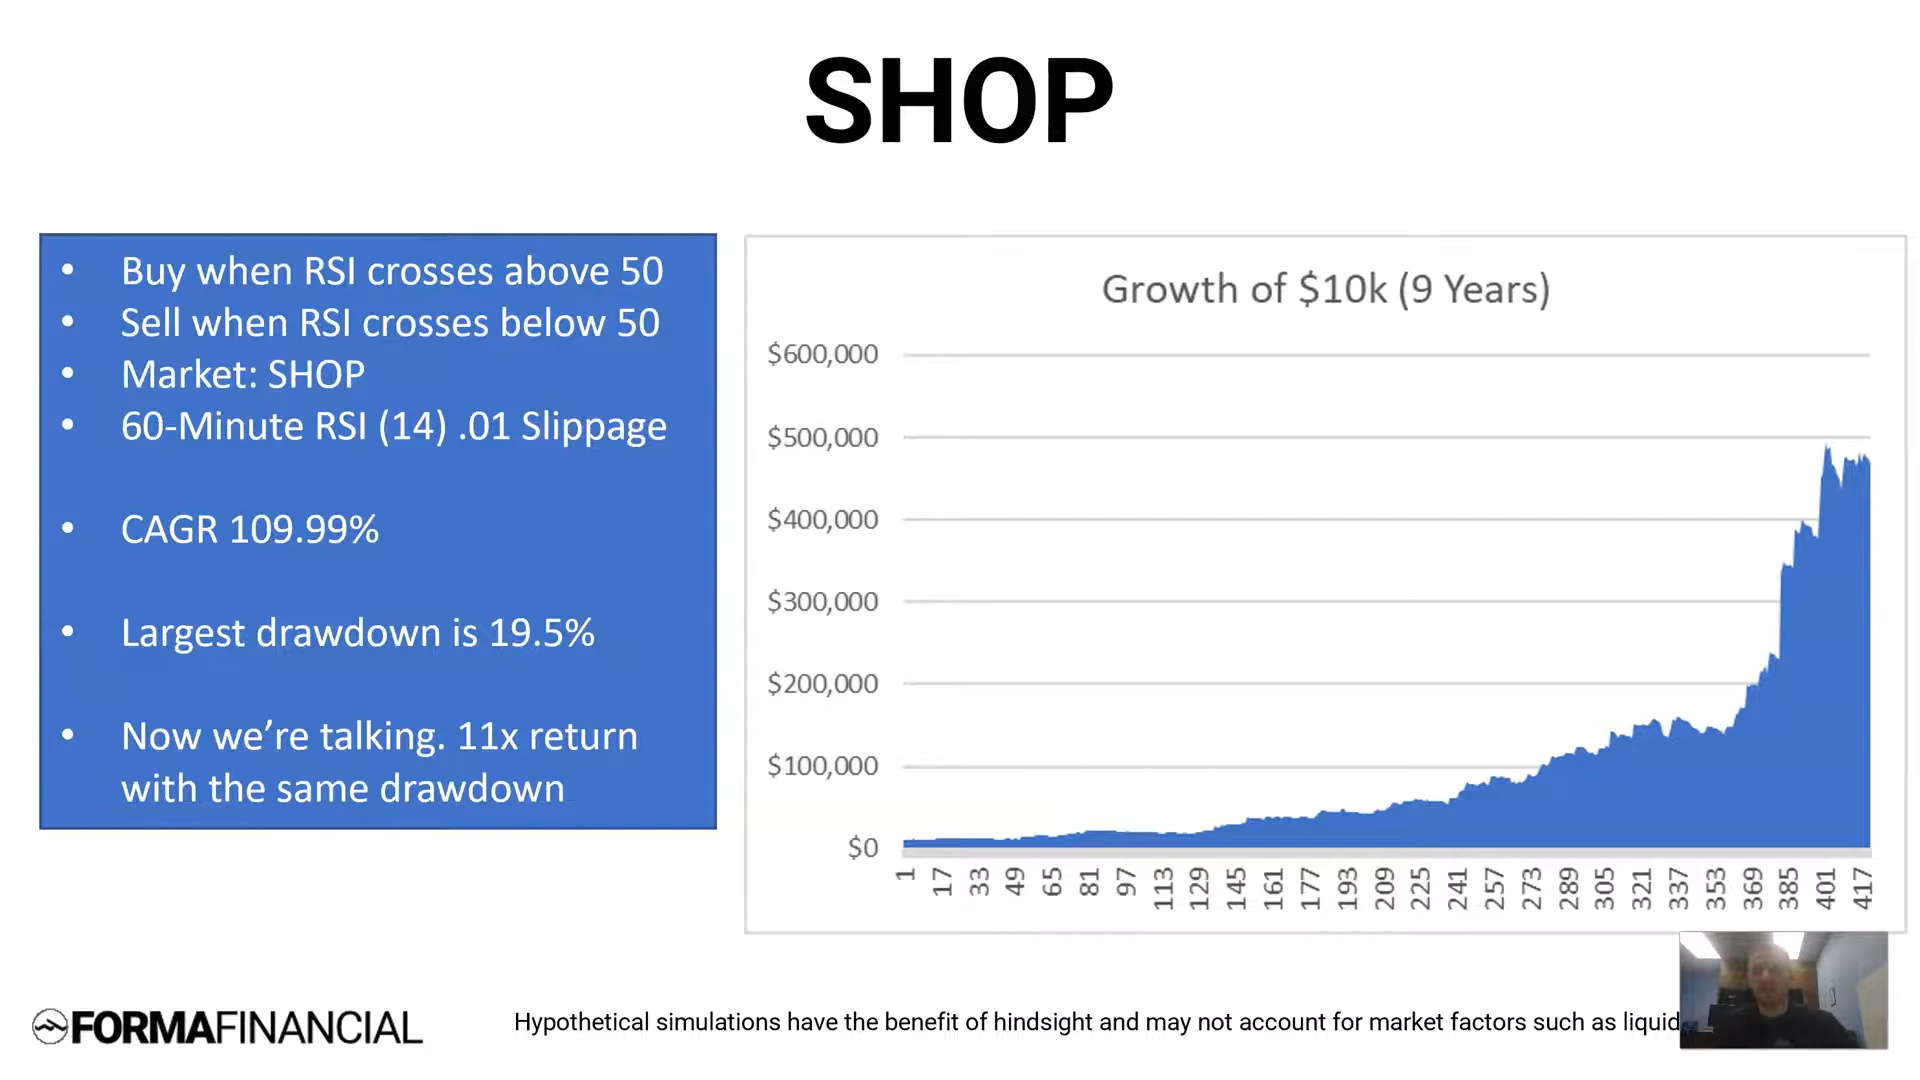 SHOP
• Buy when RSI crosses above 50
• Sell when RSI crosses below 50
• Market: SHOP
• 60-Minute RSI (14) .01 Slippage
• CAGR 109.99%
• Largest drawdown is 19.5%
• Now we’re talking. 11x return
with the same drawdown
Growth of $10k (9 Years)
$600,000
$500,000
$400,000
$300,000
$200,000
$100,000
$0
1 17 33 49 65 81 97 113 129 145 161 177 193 209 225 241 257 273 289 305 321 337 353 369 385 401 417
FORMAFINANCIAL
Hypothetical simulations have the benefit of hindsight and may not account for market factors such as liquid